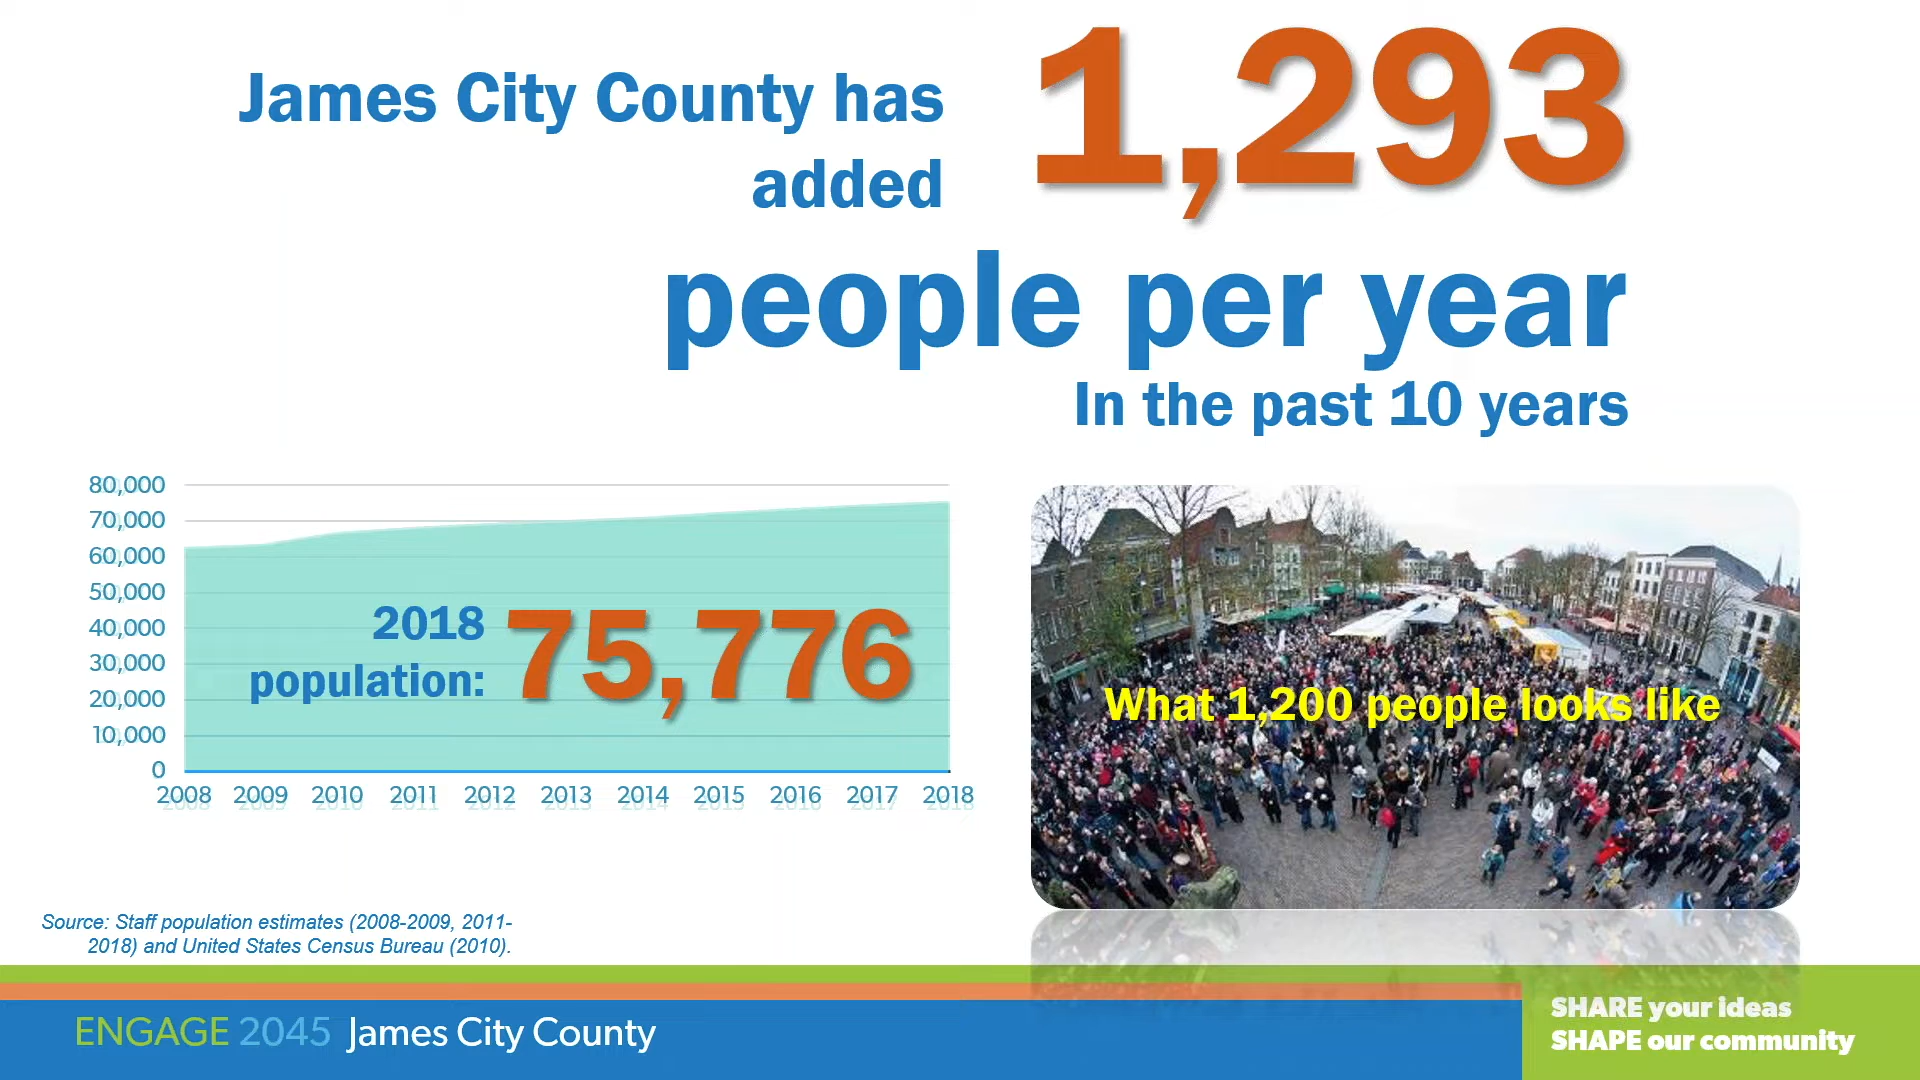 James City County has
added
1,293
people per year
In the past 10 years
80,000
70,000
60,000
50,000
40,000
30,000
20,000
10,000
0
2018
population:
75,776
2008 2009 2010 2011 2012 2013 2014 2015 2016 2017 2018
What 1,200 people looks like
Source: Staff population estimates (2008-2009, 2011-
2018) and United States Census Bureau (2010).
ENGAGE 2045 James City County
SHARE your ideas
SHAPE our community